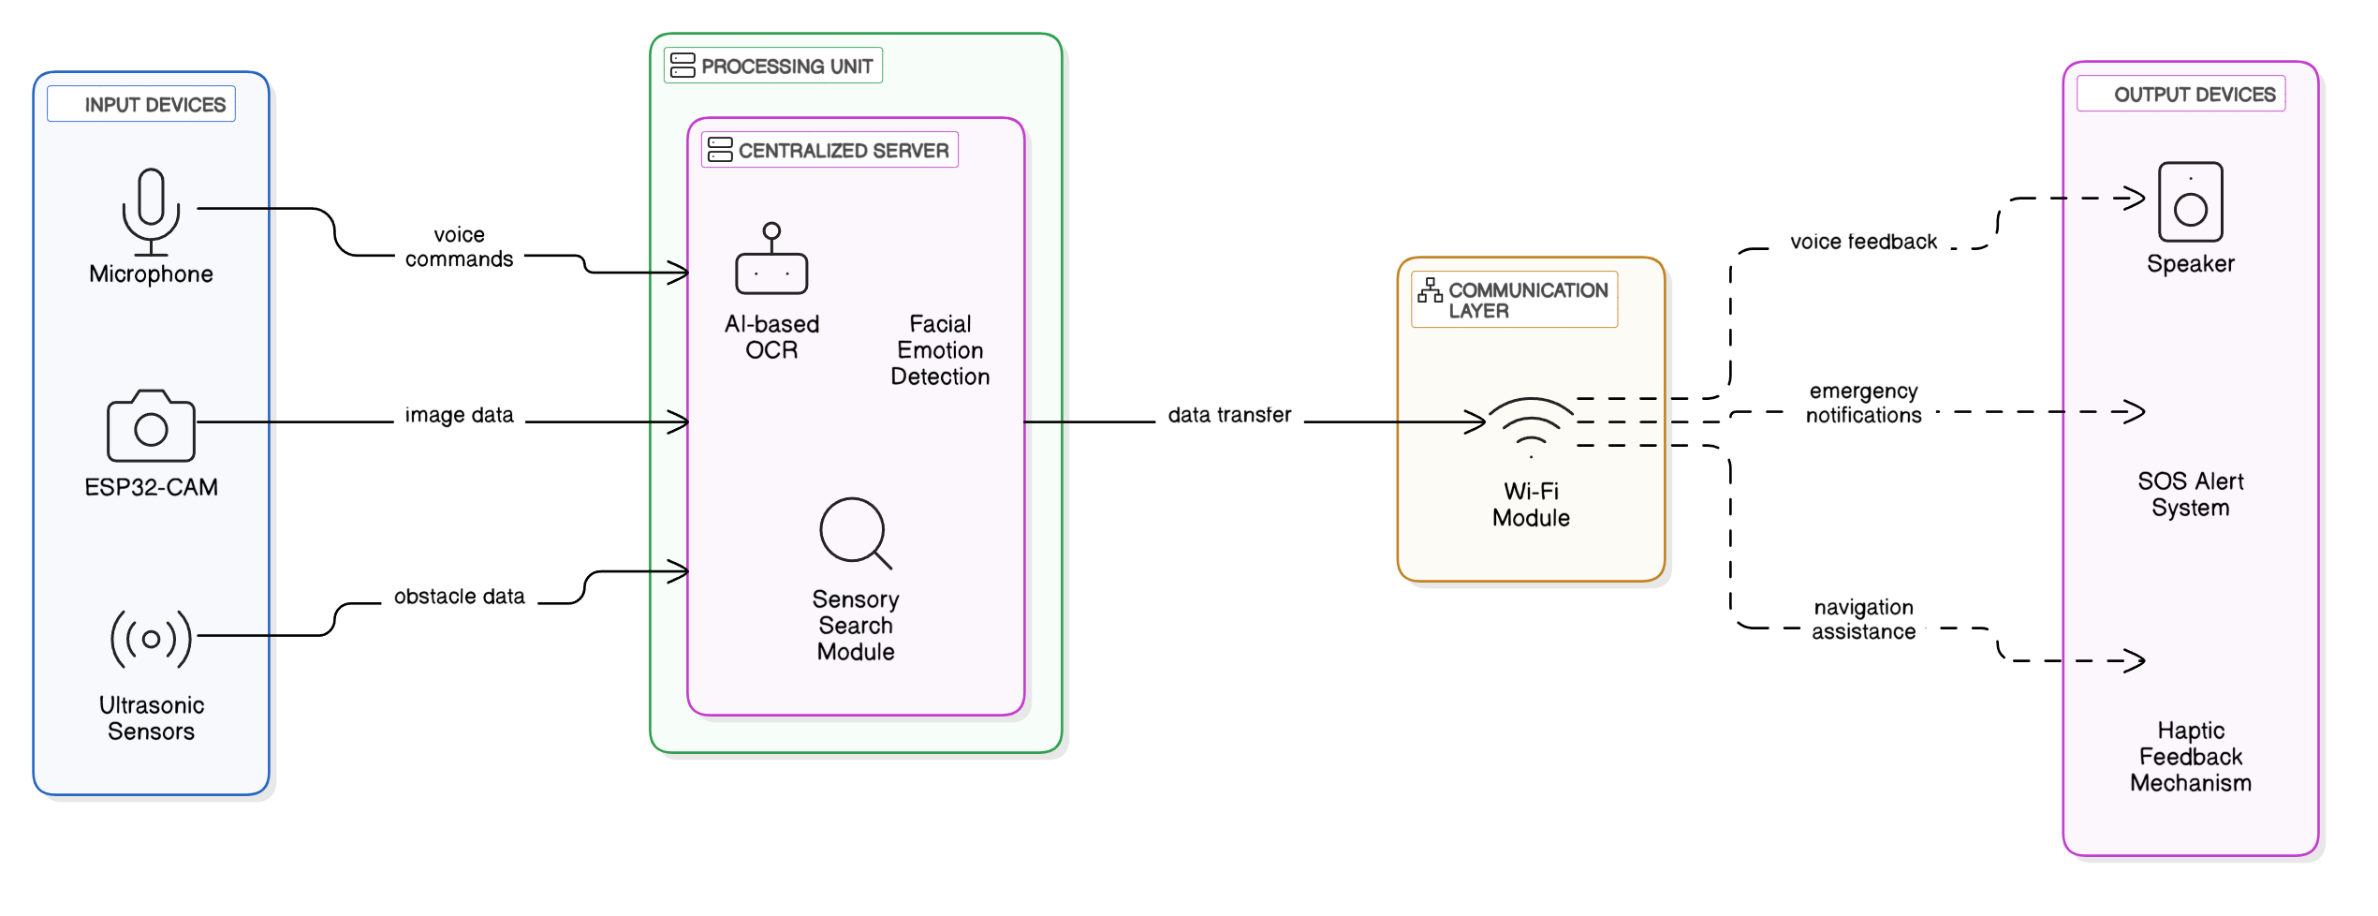 INPUT DEVICES
Microphone
ESP32-CAM
Ultrasonic
Sensors
voice
commands
image data
obstacle data
PROCESSING UNIT
CENTRALIZED SERVER
AI-based
OCR
Facial
Emotion
Detection
Sensory
Search
Module
data transfer
COMMUNICATION
LAYER
Wi-Fi
Module
voice feedback
emergency
notifications
navigation
assistance
OUTPUT DEVICES
Speaker
SOS Alert
System
Haptic
Feedback
Mechanism